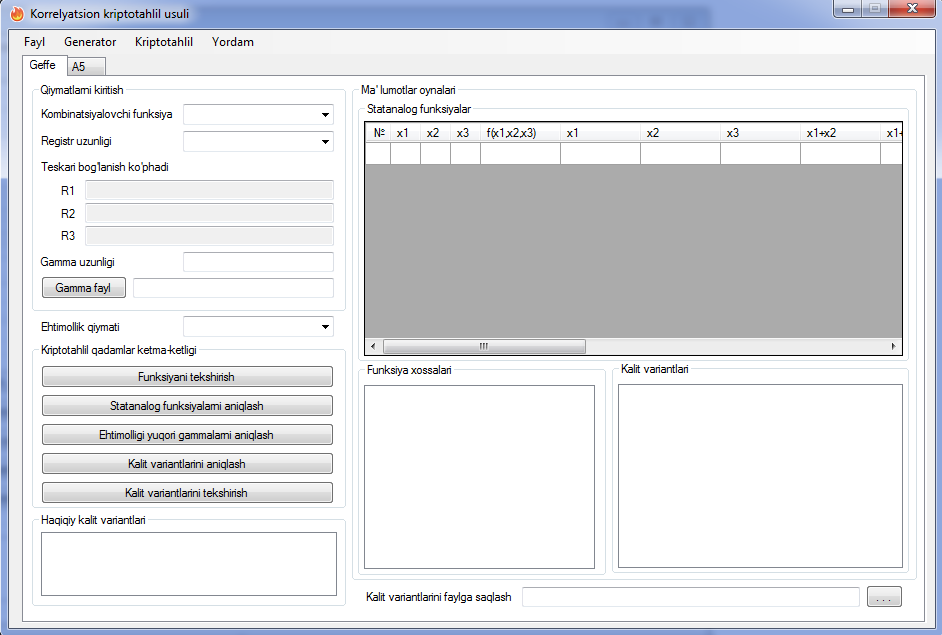 Korrelyatsion kriptotahlil usuli
Fayl Generator Kriptotahlil Yordam
Geffe A5
Qiymatlarni kiritish
Kombinatsiyalovchi funksiya
Registr uzunligi
Teskari bog'lanish ko'phadi
R1
R2
R3
Gamma uzunligi
Gamma fayl
Ehtimollik qiymati
Kriptotahlil qadamlar ketma-ketligi
Funksiyani tekshirish
Statanalog funksiyalarni aniqlash
Ehtimolligi yuqori gammalarni aniqlash
Kalit variantlarini aniqlash
Kalit variantlarini tekshirish
Haqiqiy kalit variantlari
Ma' lumotlar oynalari
Statanalog funksiyalar
№ x1 x2 x3 f(x1,x2,x3) x1 x2 x3 x1+x2 x1+
Funksiya xossalari
Kalit variantlari
Kalit variantlarini faylga saqlash
...